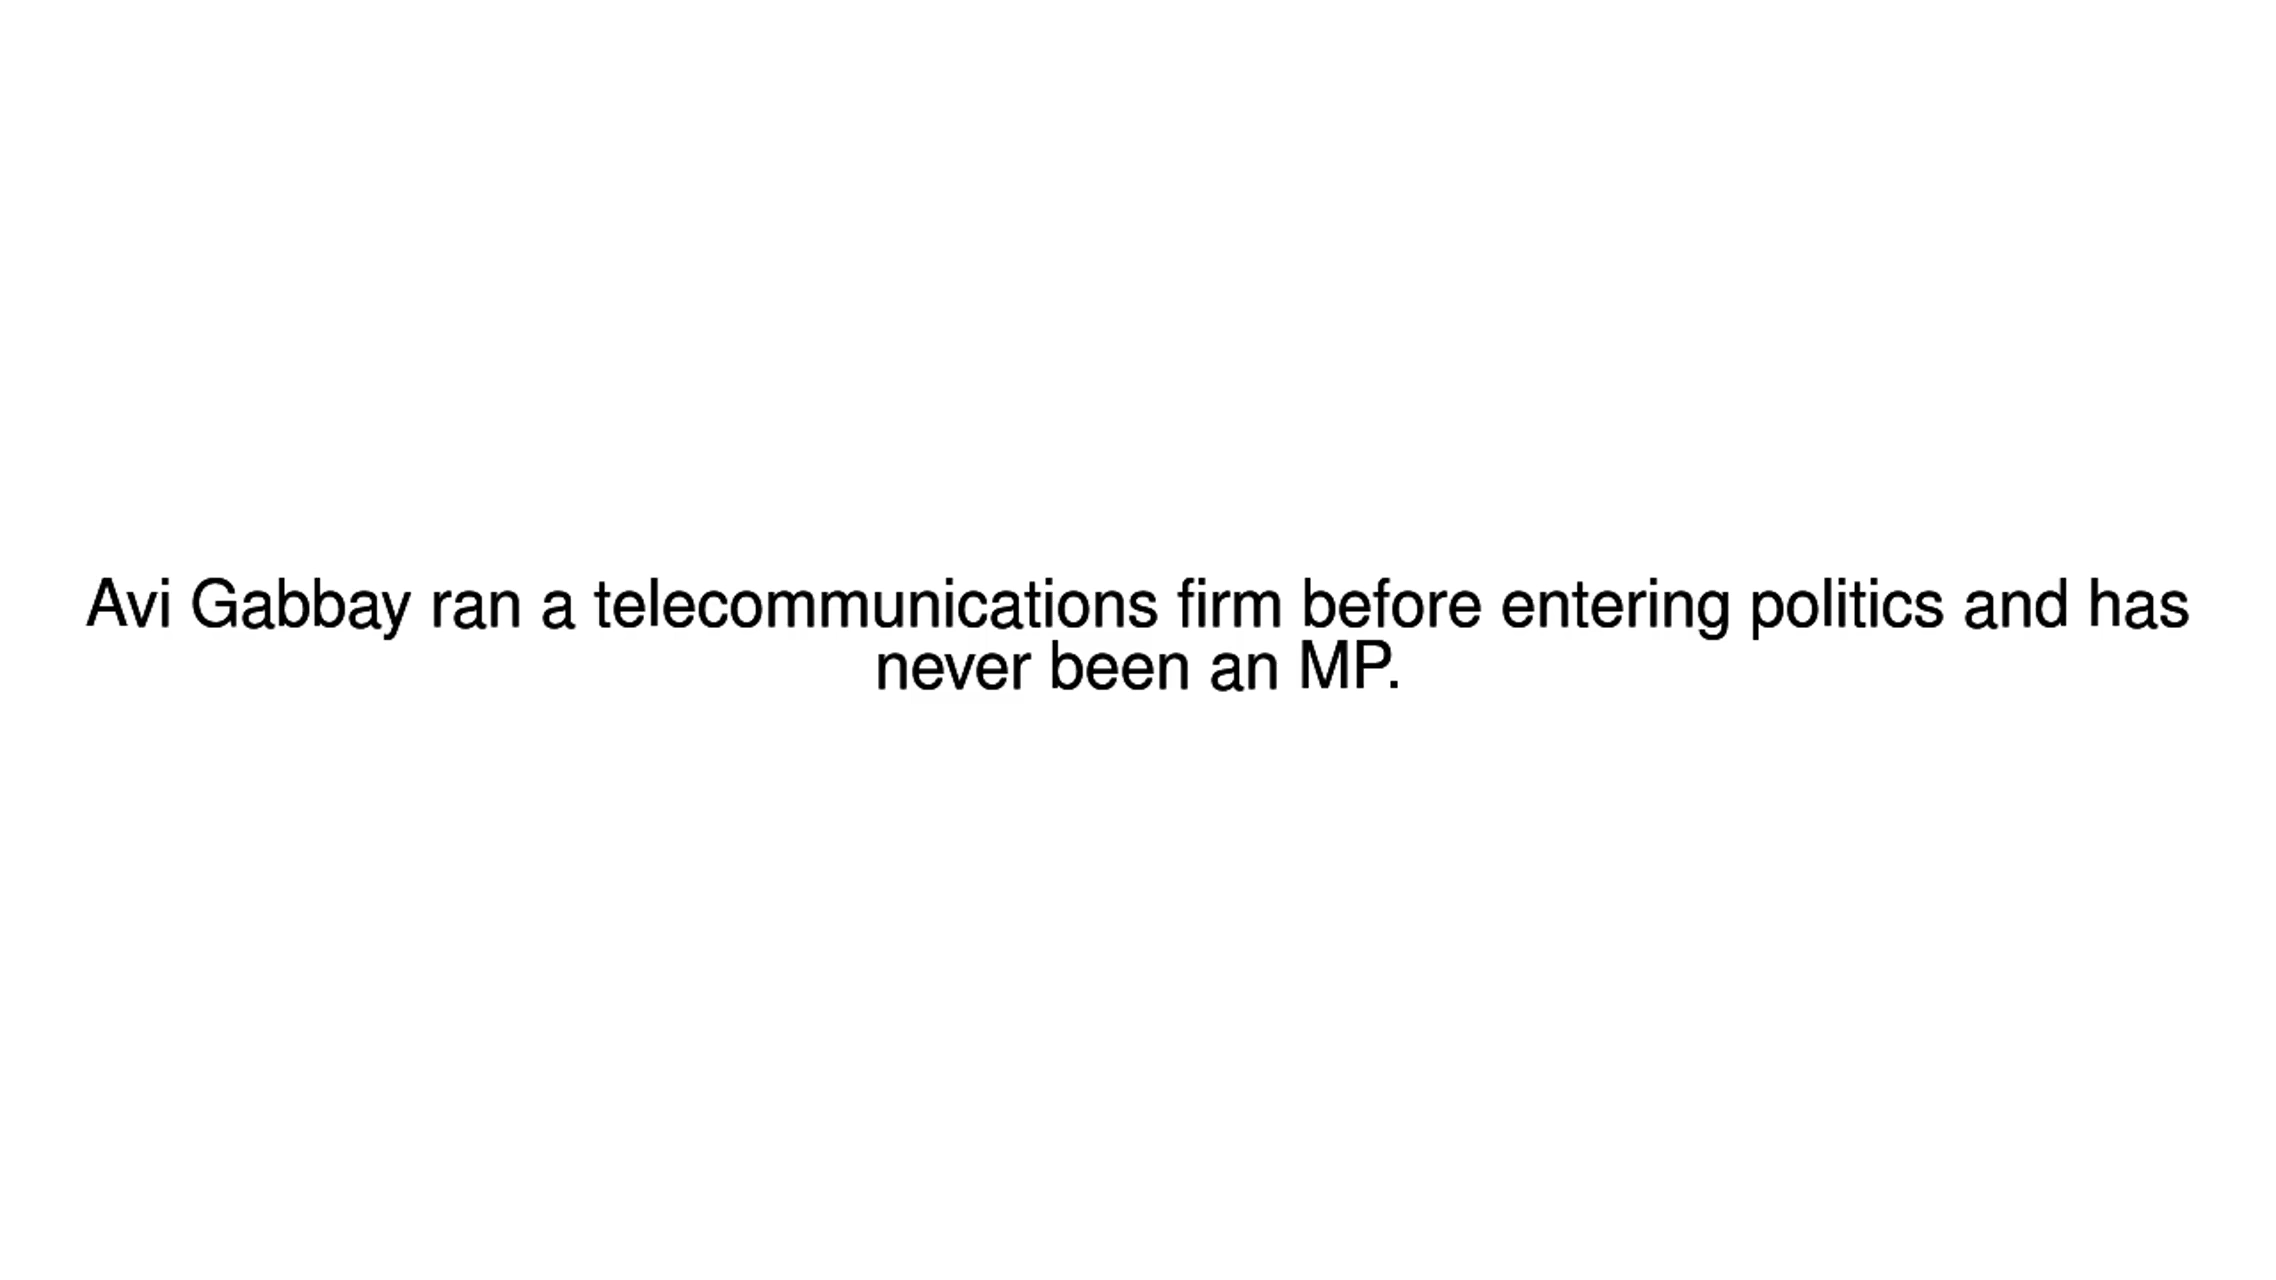 Avi Gabbay ran a telecommunications firm before entering politics and has
never been an MP.